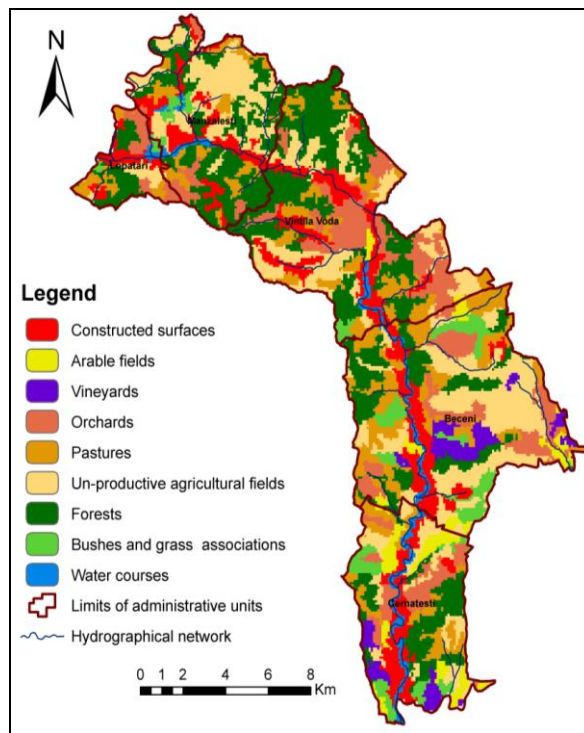 N
Manzalesti
Lopatari
Vintila Voda
Beceni
Cernatesti
Legend
Constructed surfaces
Arable fields
Vineyards
Orchards
Pastures
Un-productive agricultural fields
Forests
Bushes and grass associations
Water courses
Limits of administrative units
Hydrographical network
0 1 2 4 6 8
Km